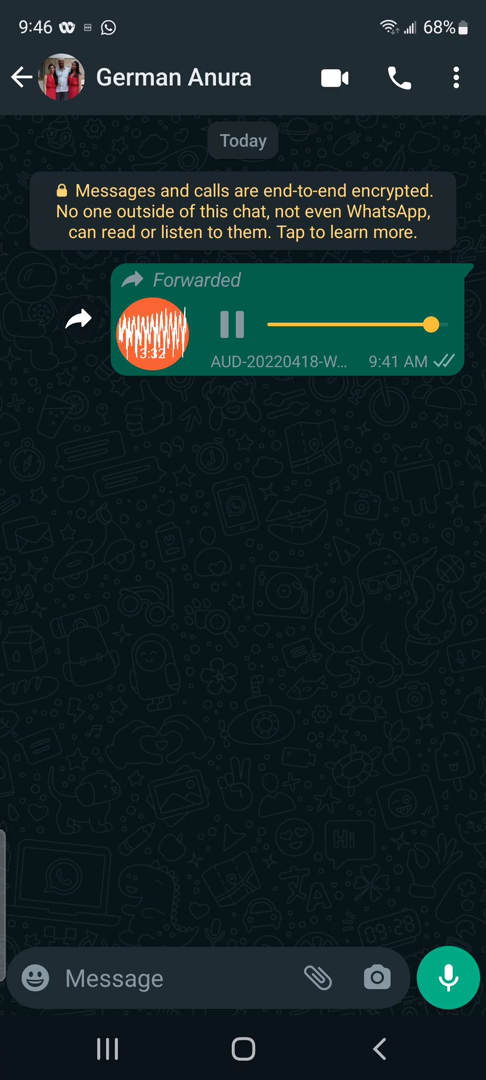 9:46
68%
German Anura
Today
Messages and calls are end-to-end encrypted.
No one outside of this chat, not even WhatsApp,
can read or listen to them. Tap to learn more.
Forwarded
3:32
AUD-20220418-W... 9:41 AM
HI
Message